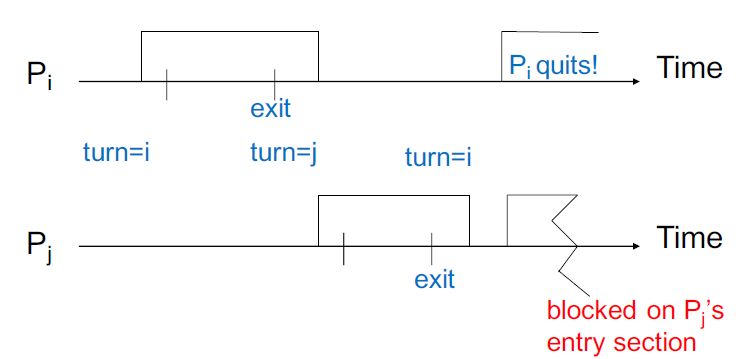 Pi
Pi quits!
Time
exit
turn=i
turn=j
turn=i
Pj
Time
exit
blocked on Pj's
entry section